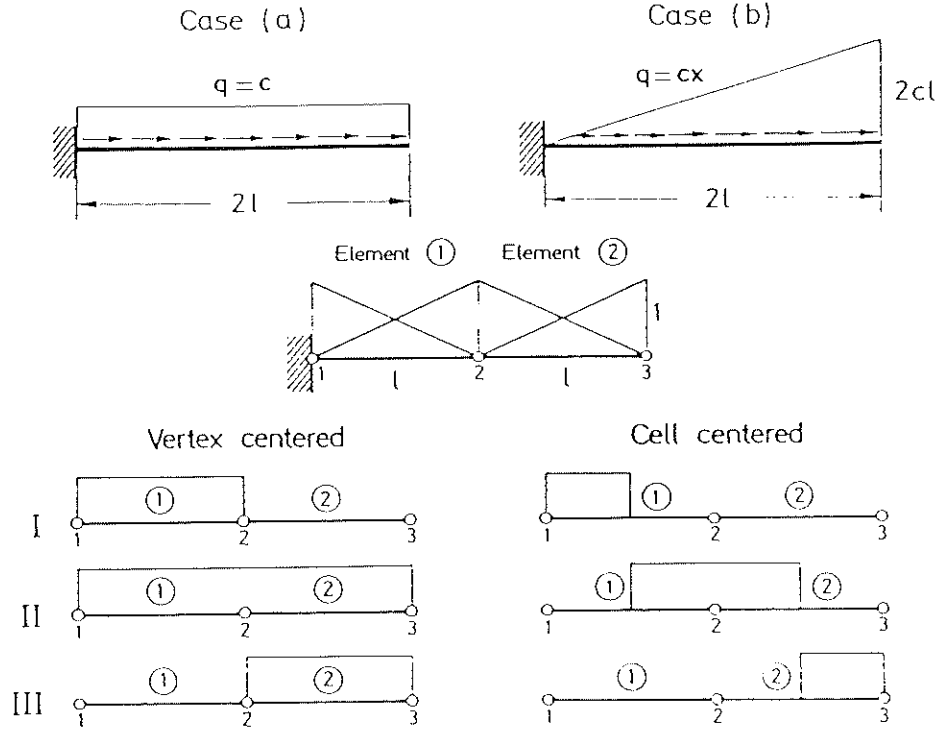 Case (a)
Case (b)
q = c
q = cx
2cl
2l
2l
Element ①
Element ②
1
1
2
3
l
l
Vertex centered
Cell centered
I
①
②
1
2
3
①
②
1
2
3
II
①
②
1
2
3
①
②
1
2
3
III
①
②
1
2
3
①
②
1
2
3